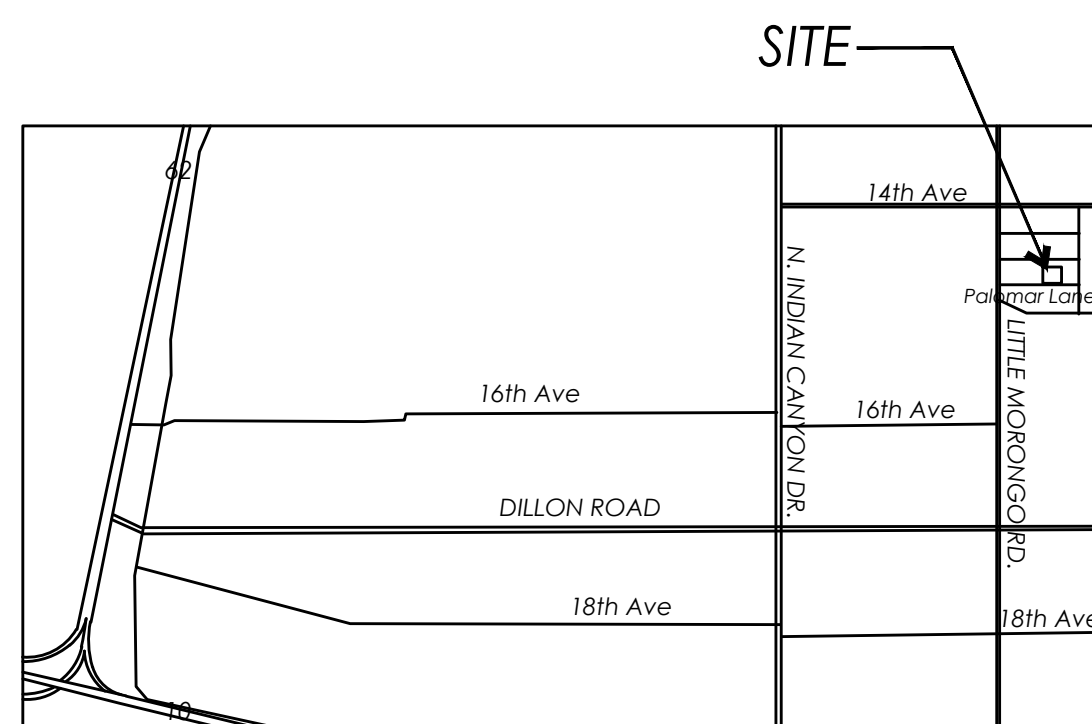 SITE
62
14th Ave
N. INDIAN CANYON DR.
Palomar Lane
LITTLE MORONGO RD.
16th Ave
16th Ave
DILLON ROAD
18th Ave
18th Ave
10